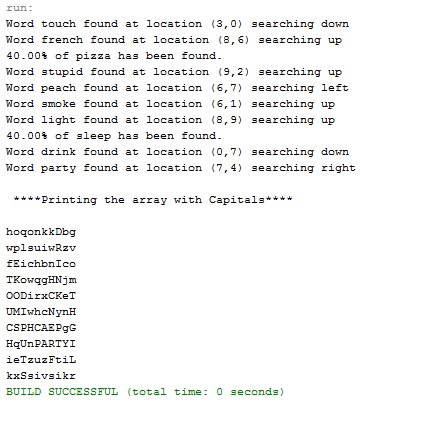 run:
Word touch found at location (3,0) searching down
Word french found at location (8,6) searching up
40.00% of pizza has been found.
Word stupid found at location (9,2) searching up
Word peach found at location (6,7) searching left
Word smoke found at location (6,1) searching up
Word light found at location (8,9) searching up
40.00% of sleep has been found.
Word drink found at location (0,7) searching down
Word party found at location (7,4) searching right
****Printing the array with Capitals****
hoqonkkDbg
wplsuiwRzv
fEichbnIco
TKowqgHNjm
OODirxCKeT
UMIwhcNynH
CSPHCAEPgG
HqUnPARTYI
ieTzuzFtiL
kxSsivsikr
BUILD SUCCESSFUL (total time: 0 seconds)